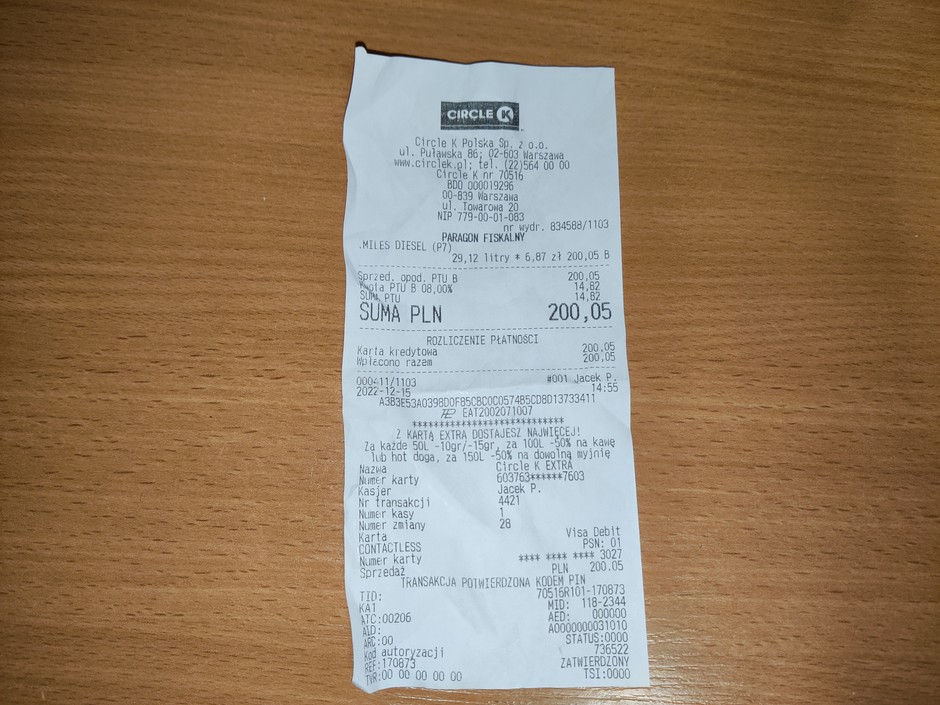 CIRCLE K
Circle K Polska Sp. z o.o.
ul. Puławska 86; 02-603 Warszawa
www.circlek.pl; tel. (22)564 00 00
Circle K nr 70516
BDO 000019296
00-839 Warszawa
ul. Towarowa 20
NIP 779-00-01-083
nr wydr. 834588/1103
PARAGON FISKALNY
.MILES DIESEL (P7)
29,12 litry * 6,87 zł 200,05 B
Sprzed. opod. PTU B 200,05
Kwota PTU B 08,00% 14,82
SUMA PTU 14,82
SUMA PLN 200,05
ROZLICZENIE PŁATNOŚCI
Karta kredytowa 200,05
Wpłacono razem 200,05
000411/1103 #001 Jacek P.
2022-12-15 14:55
A3B3E53A0398D0F85CBC0C0574B5CD8D13733411
EAT2002071007
****************************
Z KARTĄ EXTRA DOSTAJESZ NAJWIĘCEJ!
Za każde 50L -10gr/-15gr, za 100L -50% na kawę
lub hot doga, za 150L -50% na dowolną myjnię
Nazwa Circle K EXTRA
Numer karty 603763******7603
Kasjer Jacek P.
Nr transakcji 4421
Numer kasy 1
Numer zmiany 28
Karta Visa Debit
CONTACTLESS PSN: 01
Numer karty **** **** **** 3027
Sprzedaż PLN 200.05
TRANSAKCJA POTWIERDZONA KODEM PIN
TID: 70516R101-170873
KA1 MID: 118-2344
ATC:00206 AED: 000000
AID: A0000000031010
ARC:00 STATUS:0000
Kod autoryzacji 736522
REF:170873 ZATWIERDZONY
TVR:00 00 00 00 00 TSI:0000